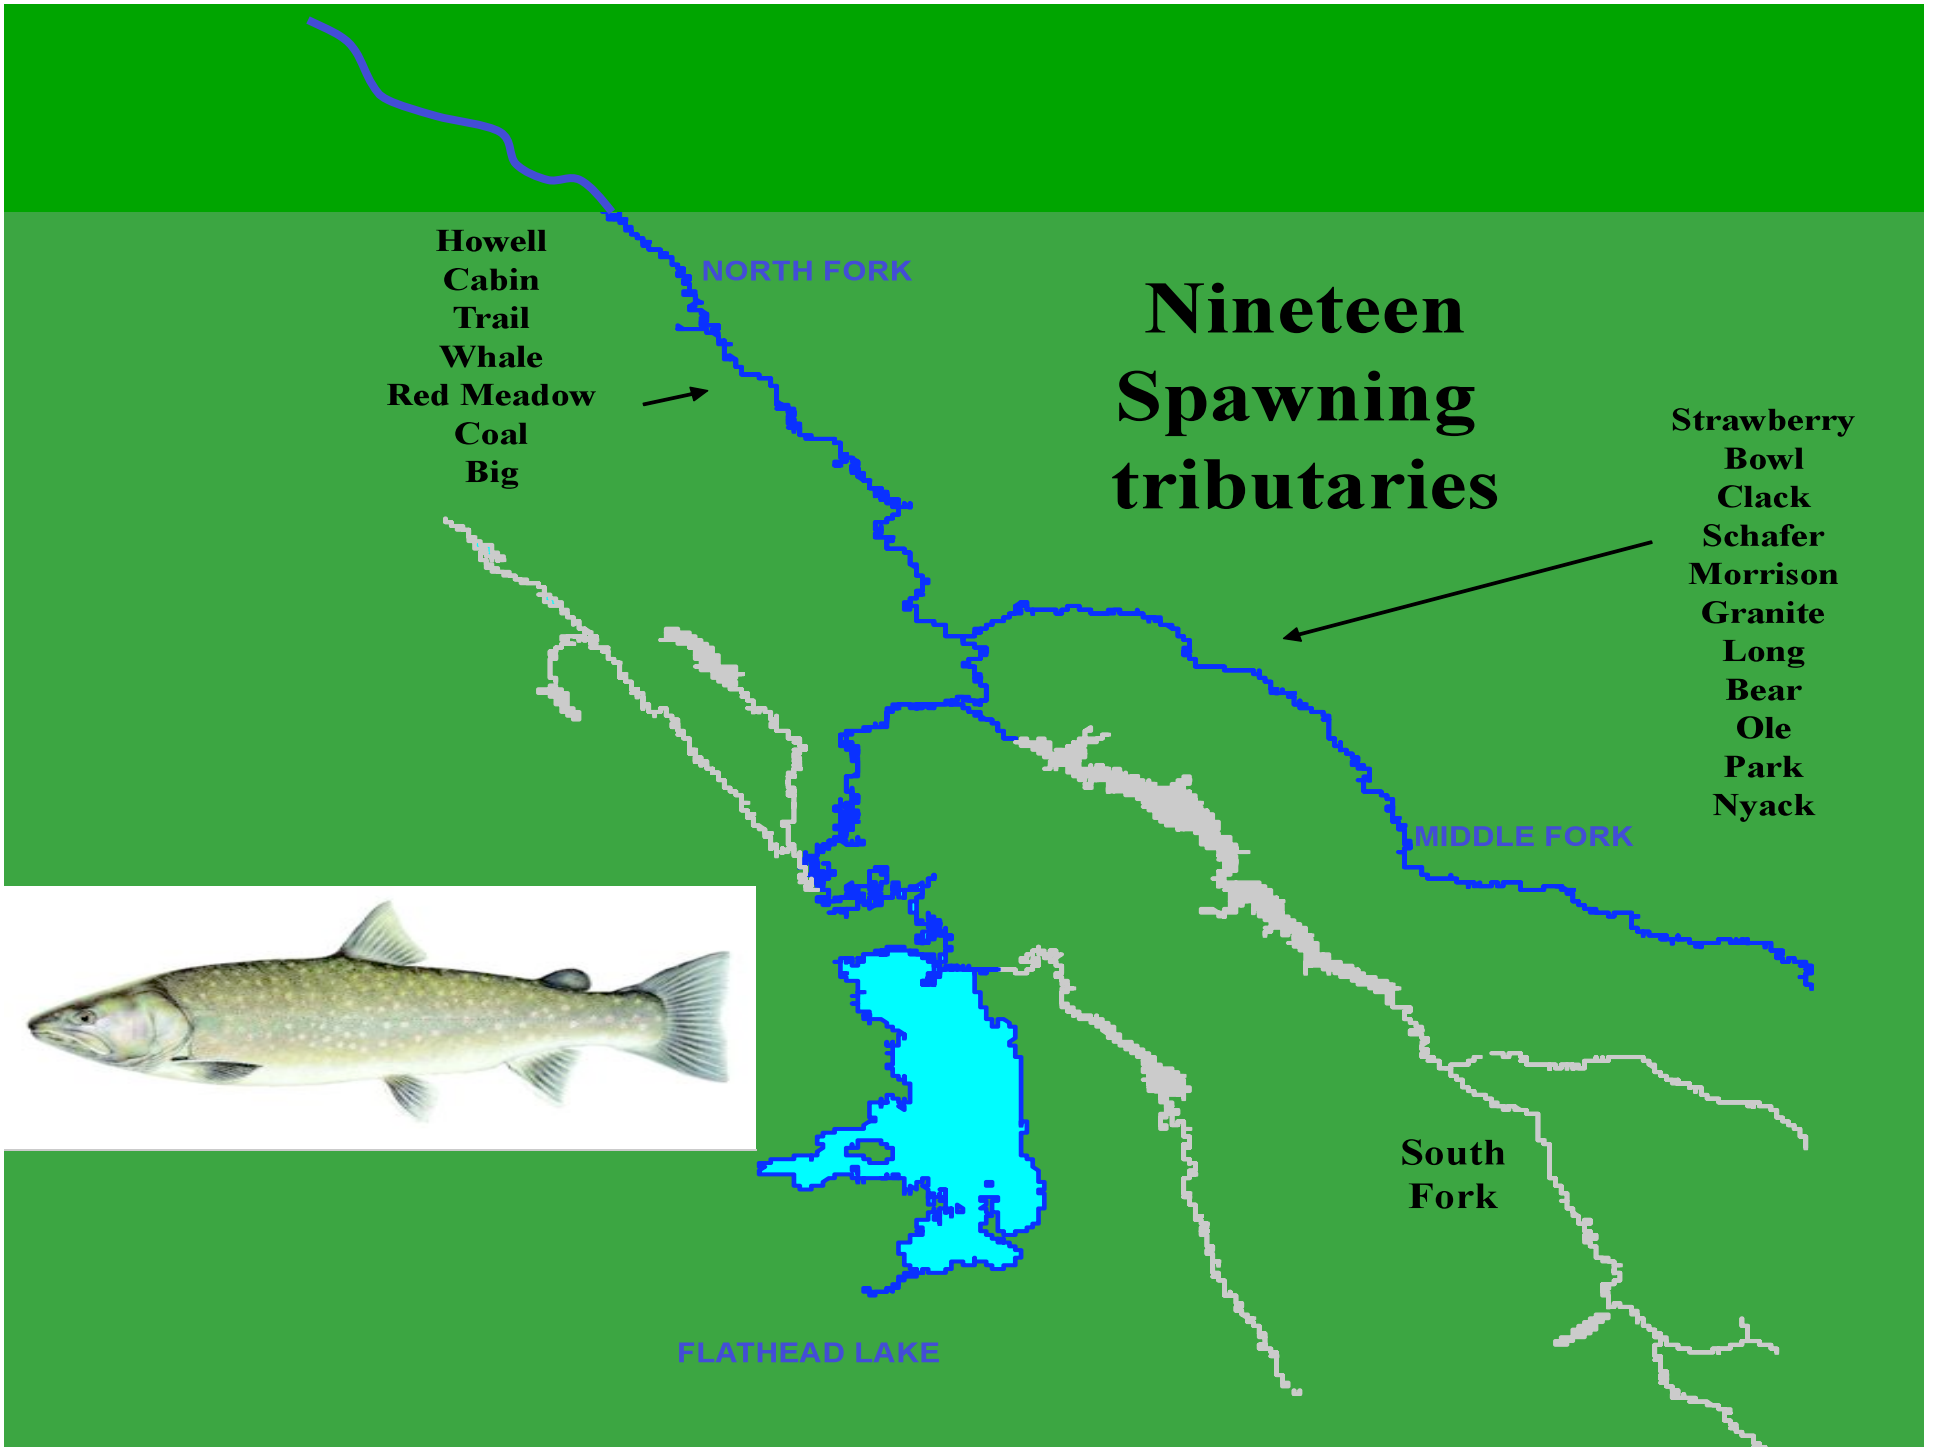 Howell
Cabin
Trail
Whale
Red Meadow
Coal
Big
NORTH FORK
Nineteen
Spawning
tributaries
Strawberry
Bowl
Clack
Schafer
Morrison
Granite
Long
Bear
Ole
Park
Nyack
MIDDLE FORK
South
Fork
FLATHEAD LAKE